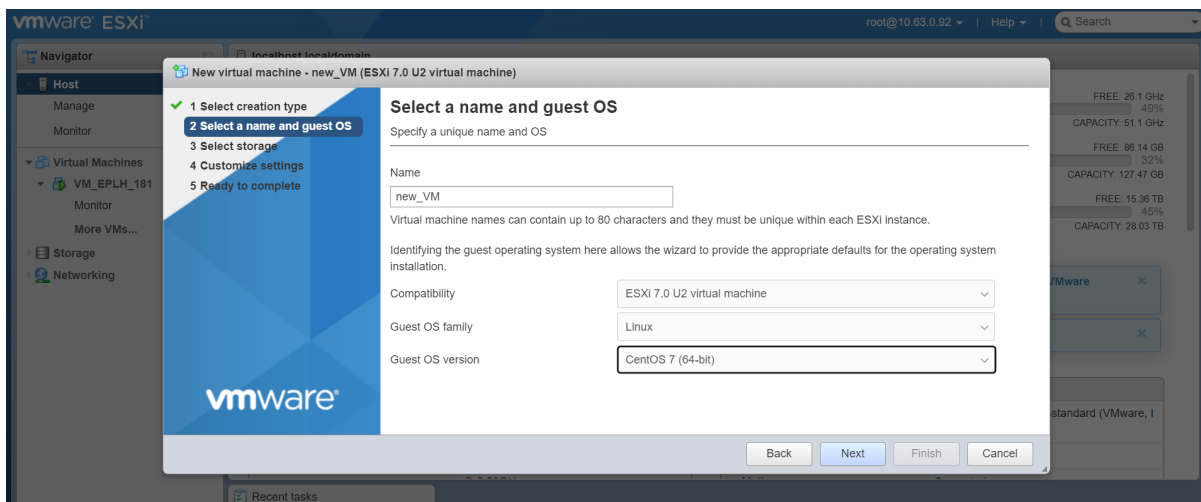 vmware ESXi™
root@10.63.0.92
Help
Search
Navigator
localhost.localdomain
Host
Manage
Monitor
Virtual Machines
VM_EPLH_181
Monitor
More VMs...
Storage
Networking
New virtual machine - new_VM (ESXi 7.0 U2 virtual machine)
1 Select creation type
2 Select a name and guest OS
3 Select storage
4 Customize settings
5 Ready to complete
vmware®
Select a name and guest OS
Specify a unique name and OS
Name
new_VM
Virtual machine names can contain up to 80 characters and they must be unique within each ESXi instance.
Identifying the guest operating system here allows the wizard to provide the appropriate defaults for the operating system
installation.
Compatibility
ESXi 7.0 U2 virtual machine
Guest OS family
Linux
Guest OS version
CentOS 7 (64-bit)
Back
Next
Finish
Cancel
FREE: 26.1 GHz
49%
CAPACITY: 51.1 GHz
FREE: 86.14 GB
32%
CAPACITY: 127.47 GB
FREE: 15.36 TB
45%
CAPACITY: 28.03 TB
VMware
-standard (VMware, I
Recent tasks